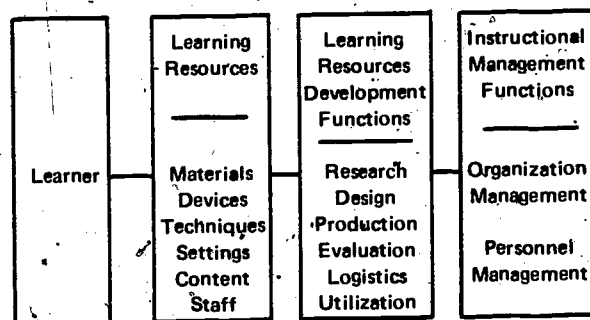 Learner
Learning
Resources
Materials
Devices
Techniques
Settings
Content
Staff
Learning
Resources
Development
Functions
Research
Design
Production
Evaluation
Logistics
Utilization
Instructional
Management
Functions
Organization
Management
Personnel
Management